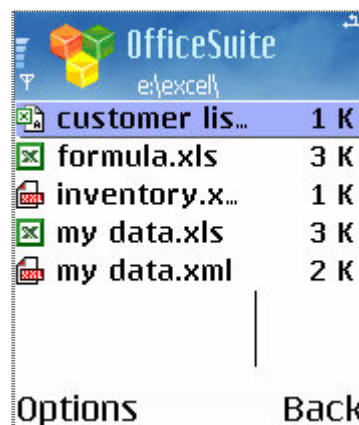 OfficeSuite
e:\excel\
customer lis... 1 K
formula.xls 3 K
inventory.x... 1 K
my data.xls 3 K
my data.xml 2 K
Options Back